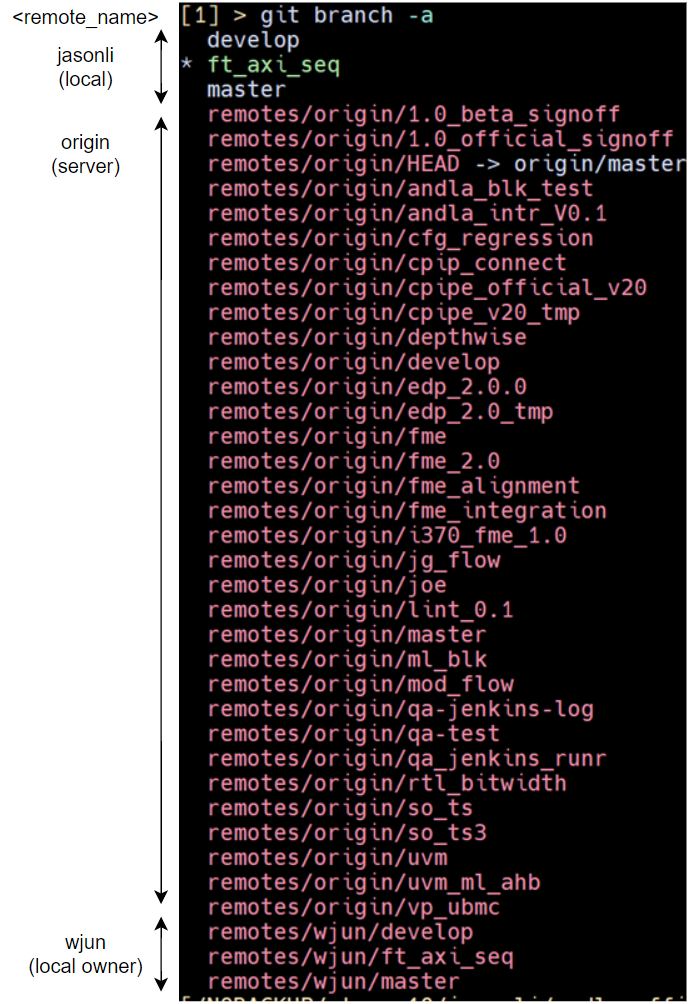 <remote_name>
jasonli
(local)
origin
(server)
wjun
(local owner)
[1] > git branch -a
develop
* ft_axi_seq
master
remotes/origin/1.0_beta_signoff
remotes/origin/1.0_official_signoff
remotes/origin/HEAD -> origin/master
remotes/origin/andla_blk_test
remotes/origin/andla_intr_V0.1
remotes/origin/cfg_regression
remotes/origin/cpip_connect
remotes/origin/cpipe_official_v20
remotes/origin/cpipe_v20_tmp
remotes/origin/depthwise
remotes/origin/develop
remotes/origin/edp_2.0.0
remotes/origin/edp_2.0_tmp
remotes/origin/fme
remotes/origin/fme_2.0
remotes/origin/fme_alignment
remotes/origin/fme_integration
remotes/origin/i370_fme_1.0
remotes/origin/jg_flow
remotes/origin/joe
remotes/origin/lint_0.1
remotes/origin/master
remotes/origin/ml_blk
remotes/origin/mod_flow
remotes/origin/qa-jenkins-log
remotes/origin/qa-test
remotes/origin/qa_jenkins_runr
remotes/origin/rtl_bitwidth
remotes/origin/so_ts
remotes/origin/so_ts3
remotes/origin/uvm
remotes/origin/uvm_ml_ahb
remotes/origin/vp_ubmc
remotes/wjun/develop
remotes/wjun/ft_axi_seq
remotes/wjun/master